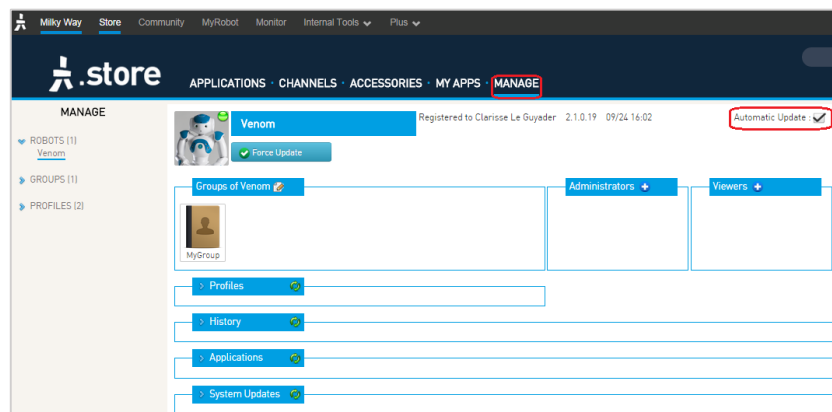 Milky Way Store Community MyRobot Monitor Internal Tools Plus
.store
APPLICATIONS · CHANNELS · ACCESSORIES · MY APPS · MANAGE
MANAGE
ROBOTS (1)
Venom
GROUPS (1)
PROFILES (2)
Venom
Registered to Clarisse Le Guyader 2.1.0.19 09/24 16:02
Automatic Update :
Force Update
Groups of Venom
Administrators
Viewers
MyGroup
Profiles
History
Applications
System Updates